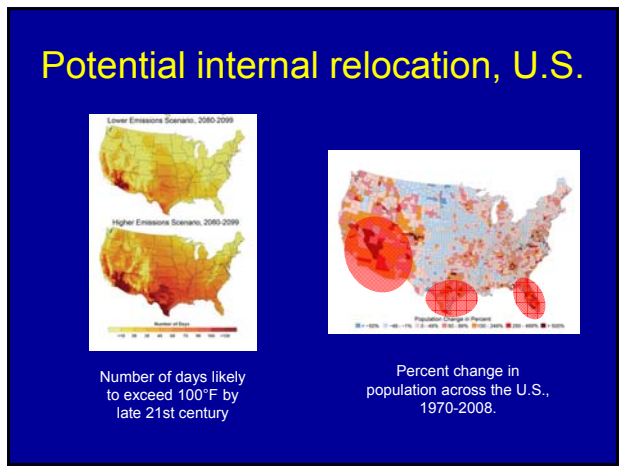 Potential internal relocation, U.S.
Lower Emissions Scenario, 2080-2099
Higher Emissions Scenario, 2080-2099
Number of Days
Number of days likely
to exceed 100°F by
late 21st century
Population Change in Percent
Percent change in
population across the U.S.,
1970-2008.